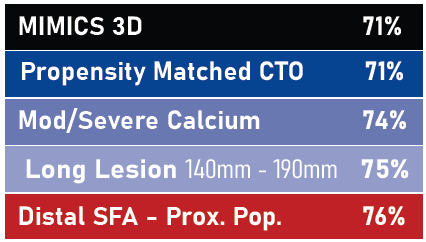 MIMICS 3D 71%
Propensity Matched CTO 71%
Mod/Severe Calcium 74%
Long Lesion 140mm - 190mm 75%
Distal SFA - Prox. Pop. 76%